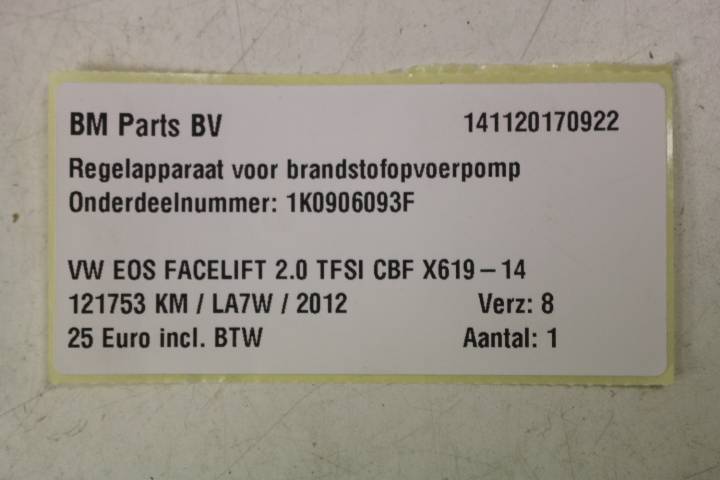 BM Parts BV 141120170922
Regelapparaat voor brandstofopvoerpomp
Onderdeelnummer: 1K0906093F
VW EOS FACELIFT 2.0 TFSI CBF X619 – 14
121753 KM / LA7W / 2012 Verz: 8
25 Euro incl. BTW Aantal: 1